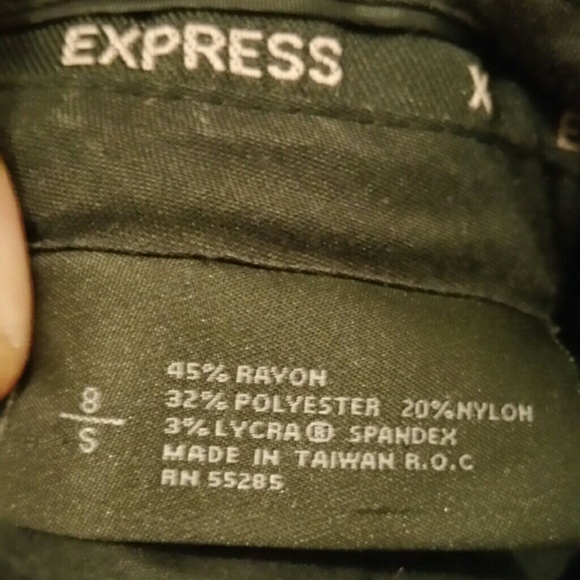 EXPRESS X E
8
S
45% RAYON
32% POLYESTER 20% NYLON
3% LYCRA® SPANDEX
MADE IN TAIWAN R.O.C
RN 55285